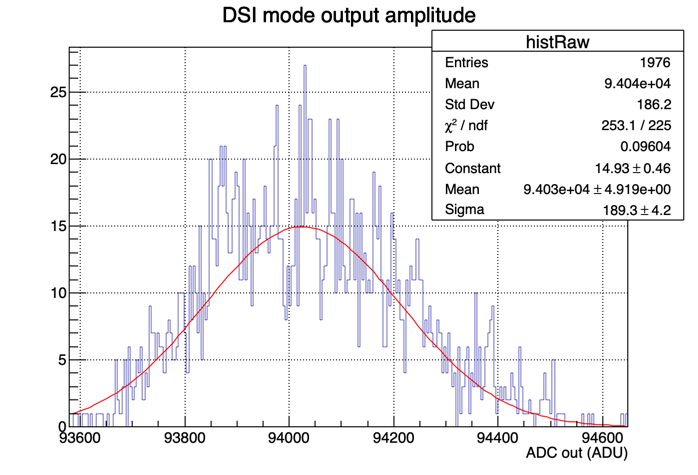 DSI mode output amplitude
histRaw
Entries 1976
Mean 9.404e+04
Std Dev 186.2
χ² / ndf 253.1 / 225
Prob 0.09604
Constant 14.93 ± 0.46
Mean 9.403e+04 ± 4.919e+00
Sigma 189.3 ± 4.2
25
20
15
10
5
0
93600 93800 94000 94200 94400 94600
ADC out (ADU)